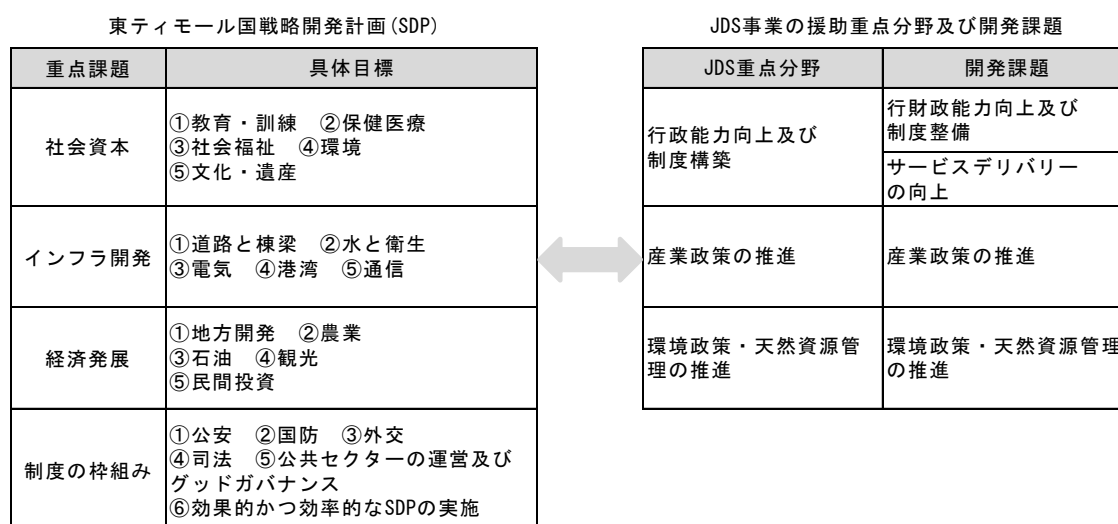 東ティモール国戦略開発計画(SDP)
重点課題 具体目標
社会資本
①教育・訓練 ②保健医療
③社会福祉 ④環境
⑤文化・遺産
インフラ開発
①道路と棟梁 ②水と衛生
③電気 ④港湾 ⑤通信
経済発展
①地方開発 ②農業
③石油 ④観光
⑤民間投資
制度の枠組み
①公安 ②国防 ③外交
④司法 ⑤公共セクターの運営及び
グッドガバナンス
⑥効果的かつ効率的なSDPの実施
JDS事業の援助重点分野及び開発課題
JDS重点分野 開発課題
行政能力向上及び
制度構築
行財政能力向上及び
制度整備
サービスデリバリー
の向上
産業政策の推進 産業政策の推進
環境政策・天然資源管
理の推進
環境政策・天然資源管理
の推進